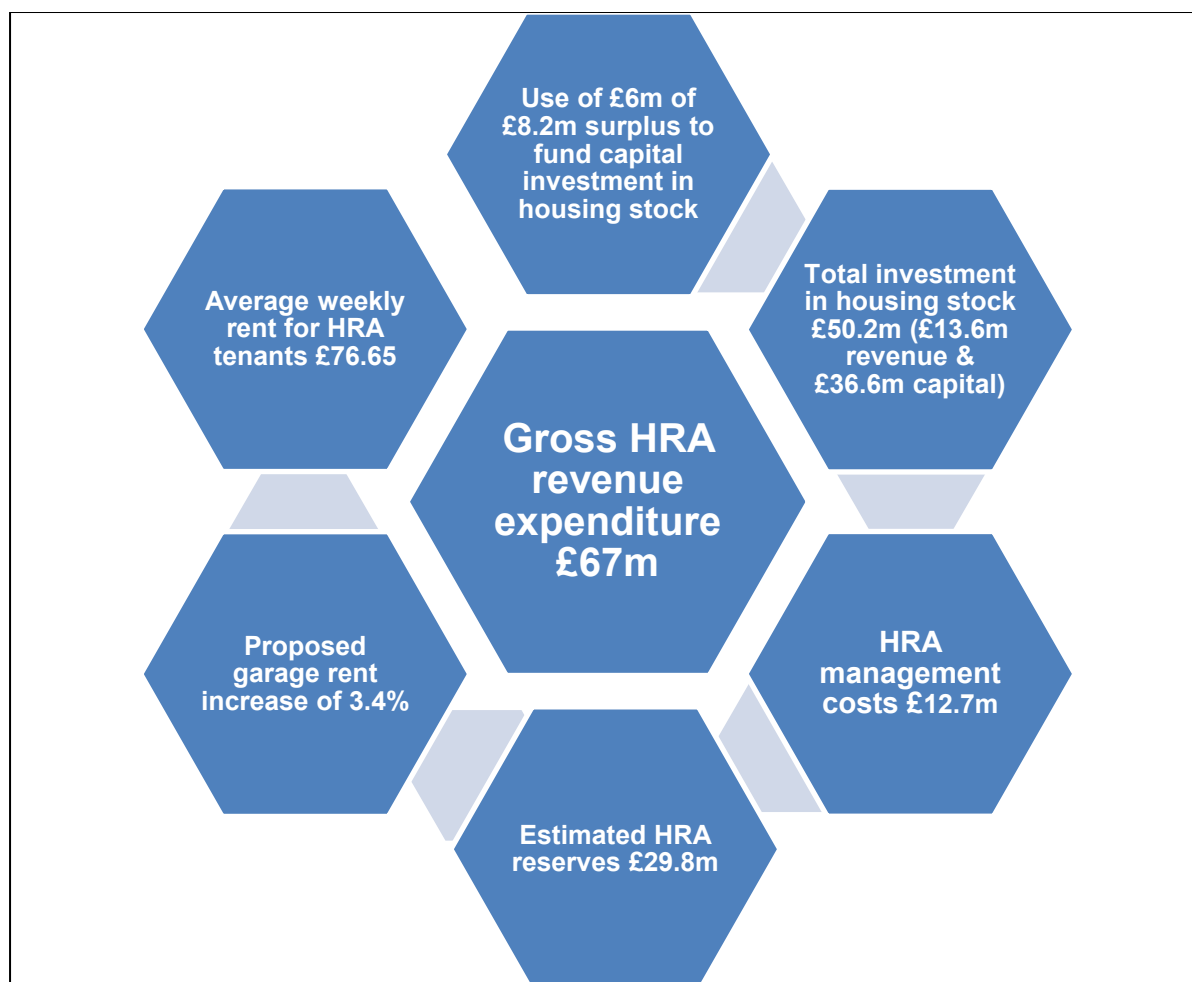 Use of £6m of
£8.2m surplus to
fund capital
investment in
housing stock
Total investment
in housing stock
£50.2m (£13.6m
revenue &
£36.6m capital)
HRA
management
costs £12.7m
Estimated HRA
reserves £29.8m
Proposed
garage rent
increase of 3.4%
Average weekly
rent for HRA
tenants £76.65
Gross HRA
revenue
expenditure
£67m